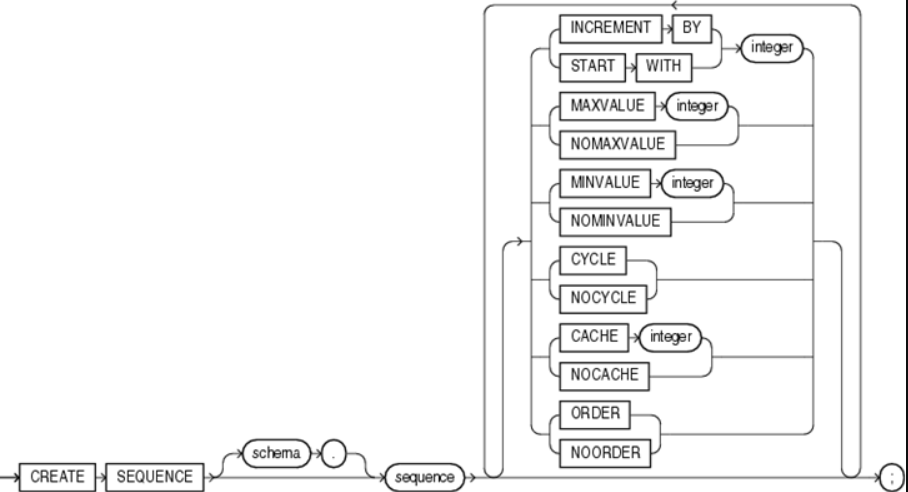 INCREMENT BY
integer
START WITH
MAXVALUE integer
NOMAXVALUE
MINVALUE integer
NOMINVALUE
CYCLE
NOCYCLE
CACHE integer
NOCACHE
ORDER
NOORDER
schema .
CREATE SEQUENCE sequence ;